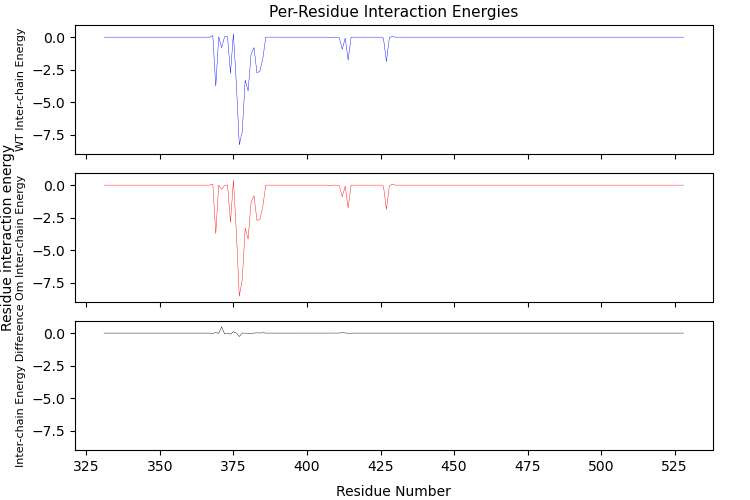 Per-Residue Interaction Energies
WT Inter-chain Energy
0.0
−2.5
−5.0
−7.5
Residue interaction energy
Om Inter-chain Energy
0.0
−2.5
−5.0
−7.5
Inter-chain Energy Difference
0.0
−2.5
−5.0
−7.5
325 350 375 400 425 450 475 500 525
Residue Number